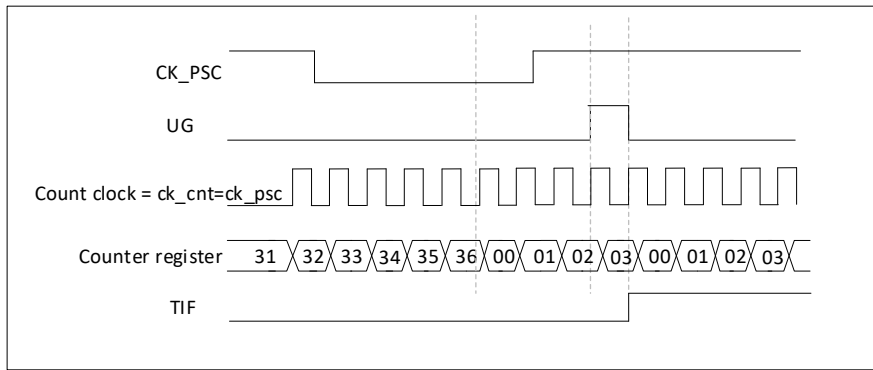 CK_PSC
UG
Count clock = ck_cnt=ck_psc
Counter register 31 32 33 34 35 36 00 01 02 03 00 01 02 03
TIF